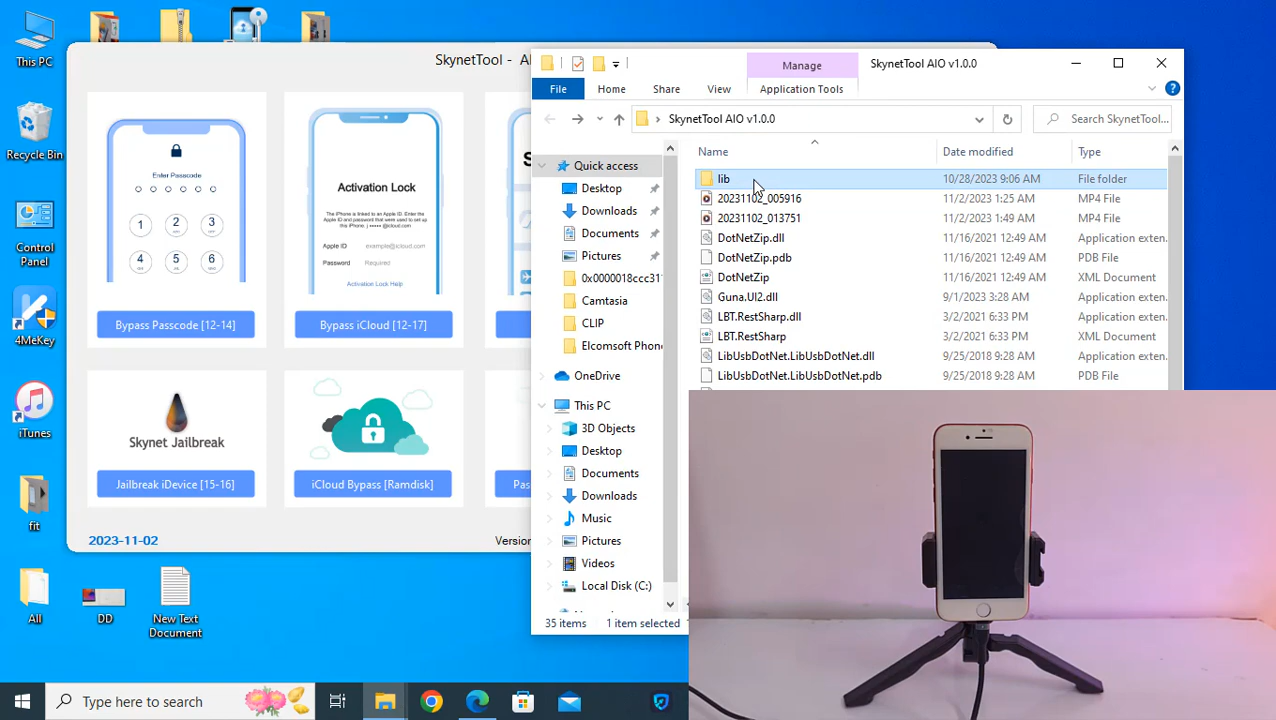 This PC
Recycle Bin
Control Panel
4MeKey
iTunes
fit
All
DD
New Text Document
SkynetTool - A
Enter Passcode
1 2 3
4 5 6
Bypass Passcode [12-14]
Activation Lock
Apple ID example@icloud.com
Password Required
Activation Lock Help
Bypass iCloud [12-17]
S
Skynet Jailbreak
Jailbreak iDevice [15-16]
iCloud Bypass [Ramdisk]
Pas
2023-11-02
Versio
Manage
SkynetTool AIO v1.0.0
File Home Share View Application Tools
SkynetTool AIO v1.0.0
Search SkynetTool...
Quick access
Desktop
Downloads
Documents
Pictures
0x0000018ccc31
Camtasia
CLIP
Elcomsoft Phon
OneDrive
This PC
3D Objects
Desktop
Documents
Downloads
Music
Pictures
Videos
Local Disk (C:)
Name Date modified Type
lib 10/28/2023 9:06 AM File folder
20231102_005916 11/2/2023 1:25 AM MP4 File
20231102_013751 11/2/2023 1:49 AM MP4 File
DotNetZip.dll 11/16/2021 12:49 AM Application exten.
DotNetZip.pdb 11/16/2021 12:49 AM PDB File
DotNetZip 11/16/2021 12:49 AM XML Document
Guna.UI2.dll 9/1/2023 3:28 AM Application exten.
LBT.RestSharp.dll 3/2/2021 6:33 PM Application exten.
LBT.RestSharp 3/2/2021 6:33 PM XML Document
LibUsbDotNet.LibUsbDotNet.dll 9/25/2018 9:28 AM Application exten.
LibUsbDotNet.LibUsbDotNet.pdb 9/25/2018 9:28 AM PDB File
35 items 1 item selected
Type here to search